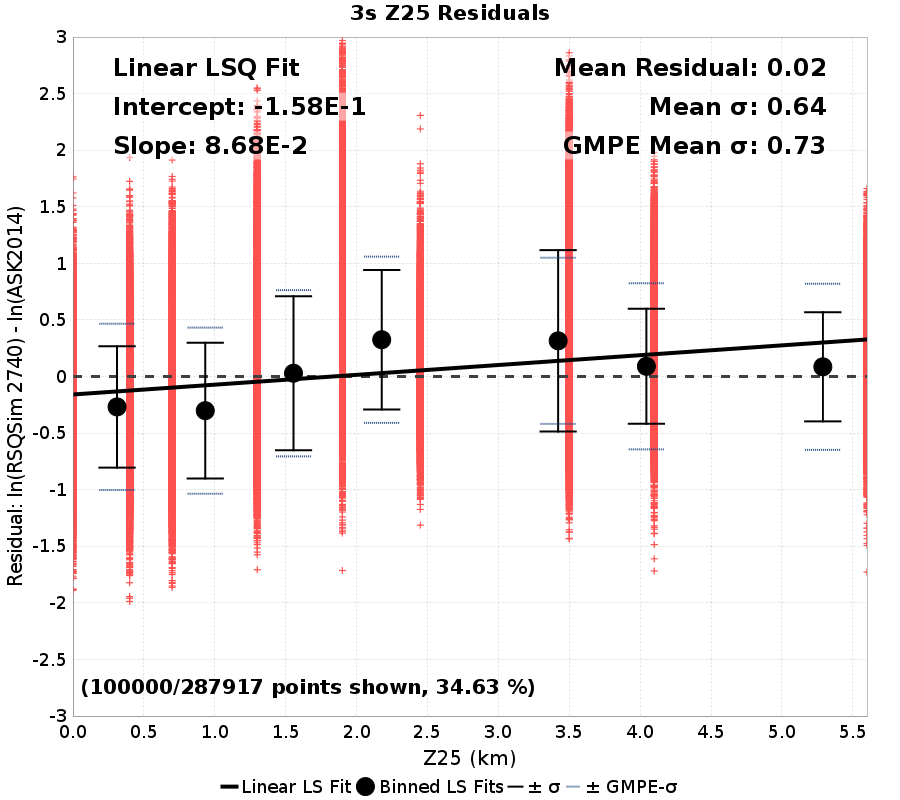 3s Z25 Residuals
Linear LSQ Fit
Intercept: -1.58E-1
Slope: 8.68E-2
Mean Residual: 0.02
Mean σ: 0.64
GMPE Mean σ: 0.73
Residual: ln(RSQSim 2740) - ln(ASK2014)
3
2.5
2
1.5
1
0.5
0
-0.5
-1
-1.5
-2
-2.5
-3
(100000/287917 points shown, 34.63 %)
0.0 0.5 1.0 1.5 2.0 2.5 3.0 3.5 4.0 4.5 5.0 5.5
Z25 (km)
Linear LS Fit Binned LS Fits ± σ ± GMPE-σ